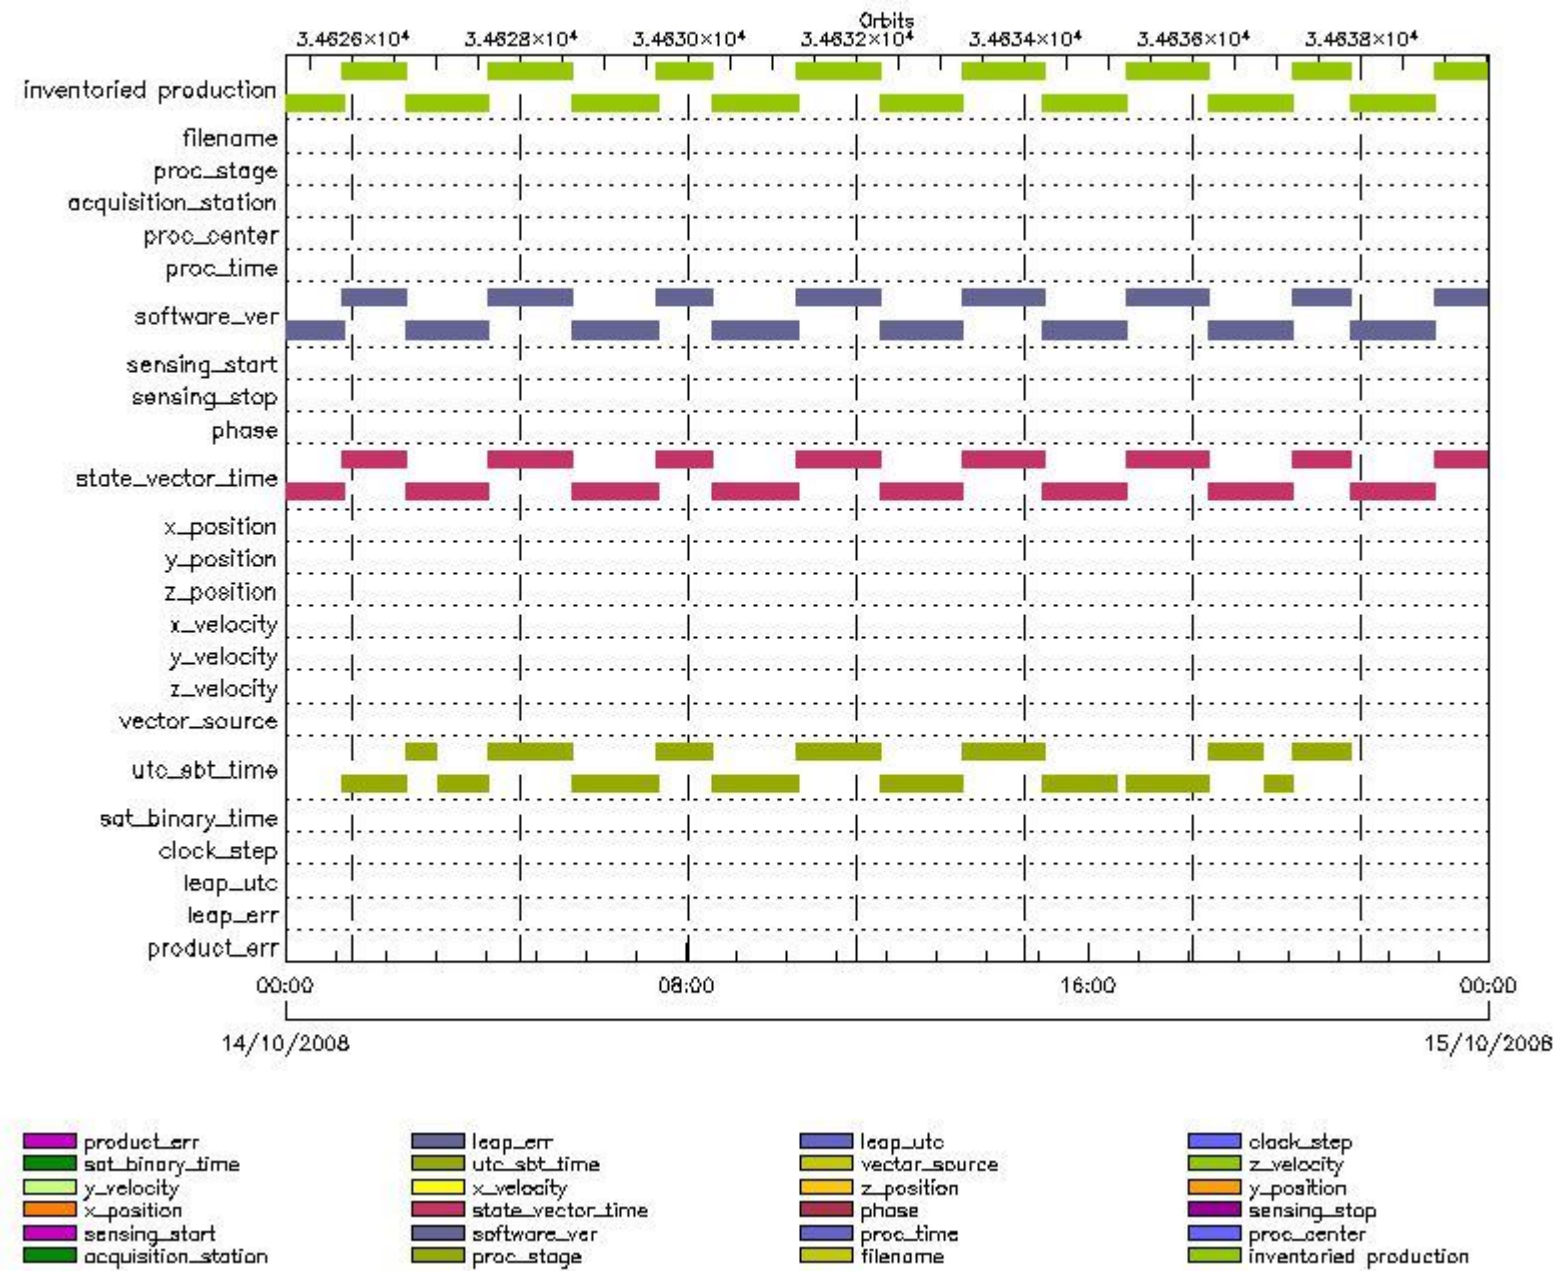 Orbits
3.4626×10⁴ 3.4628×10⁴ 3.4630×10⁴ 3.4632×10⁴ 3.4634×10⁴ 3.4636×10⁴ 3.4638×10⁴
inventoried production
filename
proc_stage
acquisition_station
proc_center
proc_time
software_ver
sensing_start
sensing_stop
phase
state_vector_time
x_position
y_position
z_position
x_velocity
y_velocity
z_velocity
vector_source
utc_sbt_time
sat_binary_time
clock_step
leap_utc
leap_err
product_err
00:00 08:00 16:00 00:00
14/10/2008 15/10/2008
product_err leap_err leap_utc clock_step
sat_binary_time utc_sbt_time vector_source z_velocity
y_velocity x_velocity z_position y_position
x_position state_vector_time phase sensing_stop
sensing_start software_ver proc_time proc_center
acquisition_station proc_stage filename inventoried production